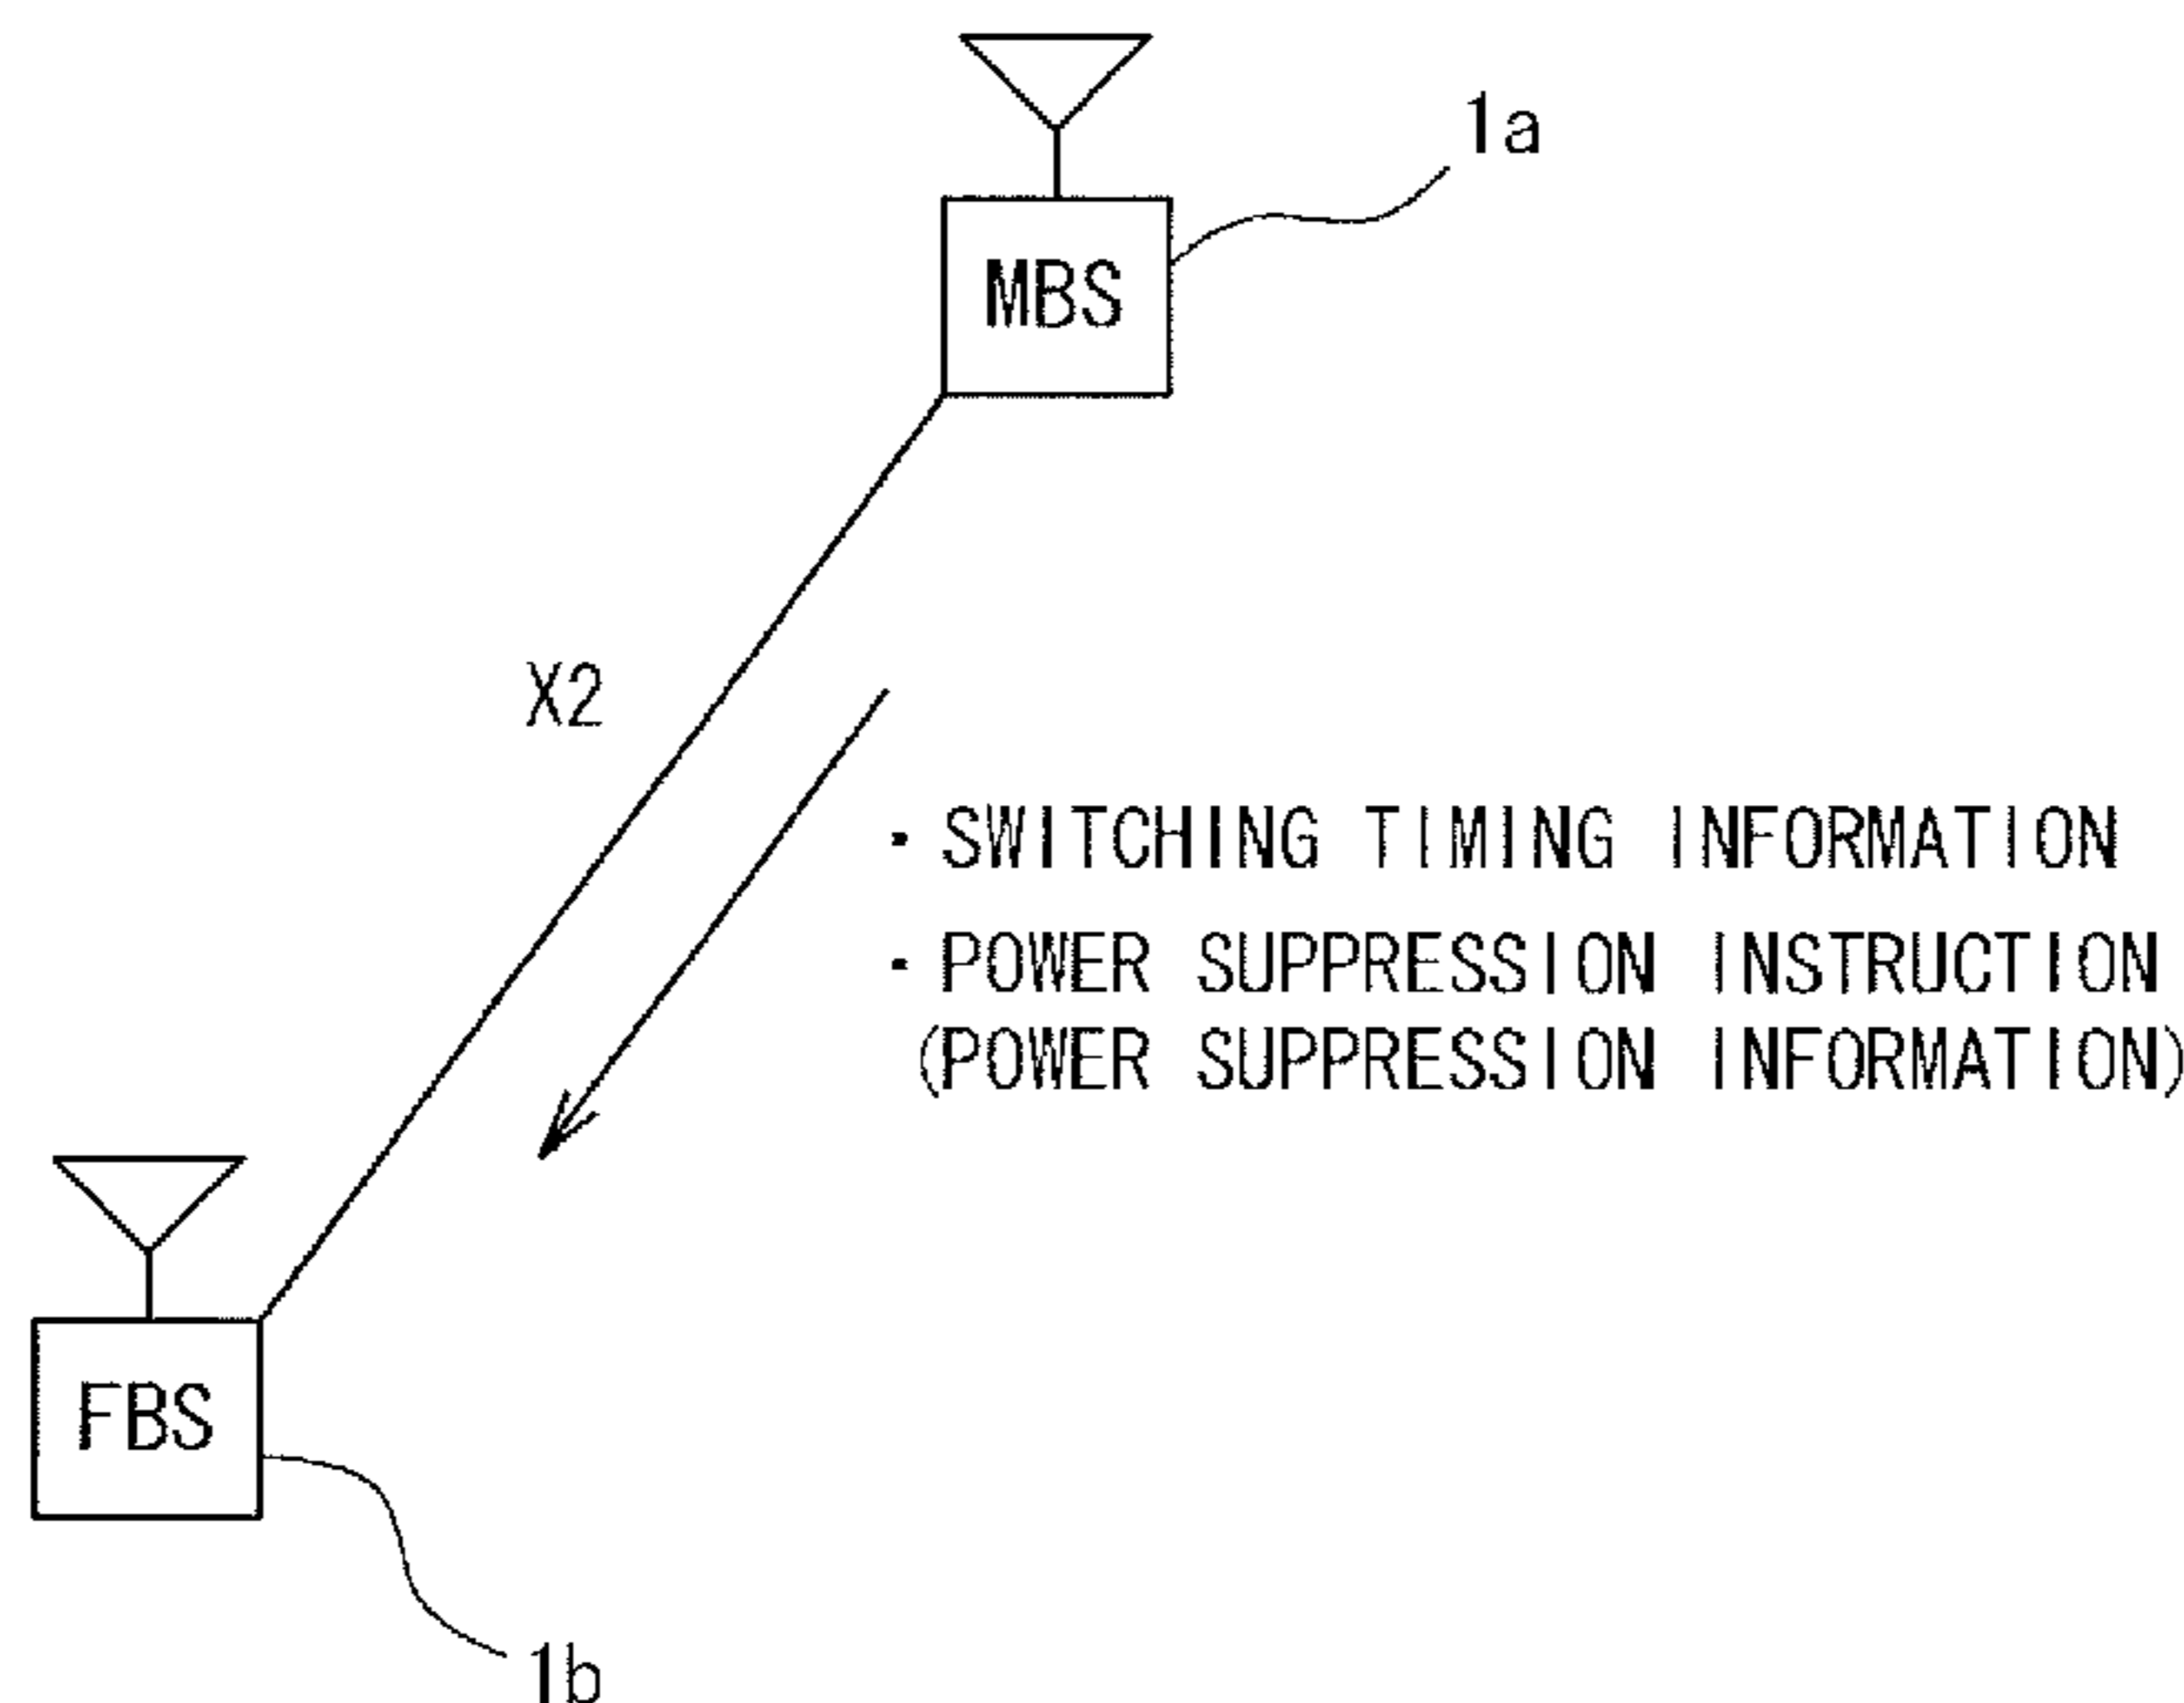 1a
MBS
X2
・SWITCHING TIMING INFORMATION
・POWER SUPPRESSION INSTRUCTION
(POWER SUPPRESSION INFORMATION)
FBS
1b